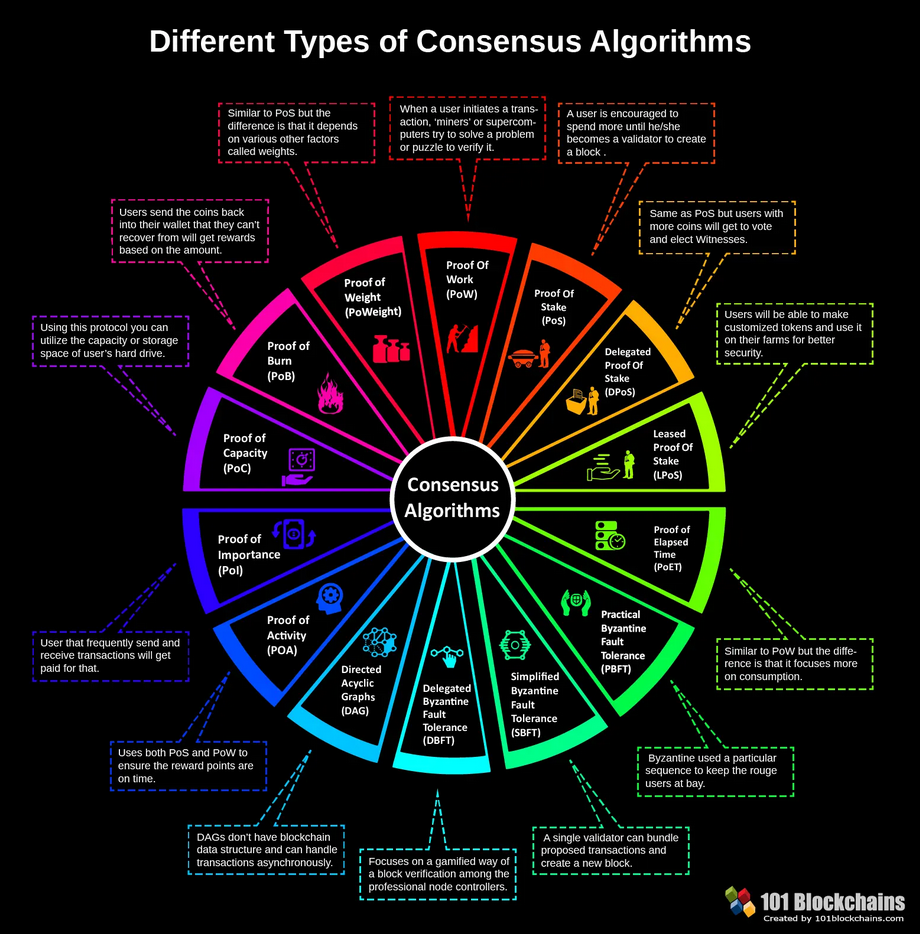 Different Types of Consensus Algorithms
Similar to PoS but the
difference is that it depends
on various other factors
called weights.
When a user initiates a trans-
action, ‘miners’ or supercom-
puters try to solve a problem
or puzzle to verify it.
A user is encouraged to
spend more until he/she
becomes a validator to create
a block .
Users send the coins back
into their wallet that they can’t
recover from will get rewards
based on the amount.
Same as PoS but users with
more coins will get to vote
and elect Witnesses.
Using this protocol you can
utilize the capacity or storage
space of user’s hard drive.
Users will be able to make
customized tokens and use it
on their farms for better
security.
Proof of
Weight
(PoWeight)
Proof Of
Work
(PoW)
Proof Of
Stake
(PoS)
Proof of
Burn
(PoB)
Delegated
Proof Of
Stake
(DPoS)
Proof of
Capacity
(PoC)
Leased
Proof Of
Stake
(LPoS)
Consensus
Algorithms
Proof of
Importance
(PoI)
Proof of
Elapsed
Time
(PoET)
Proof of
Activity
(POA)
Practical
Byzantine
Fault
Tolerance
(PBFT)
Directed
Acyclic
Graphs
(DAG)
Delegated
Byzantine
Fault
Tolerance
(DBFT)
Simplified
Byzantine
Fault
Tolerance
(SBFT)
User that frequently send and
receive transactions will get
paid for that.
Similar to PoW but the diffe-
rence is that it focuses more
on consumption.
Uses both PoS and PoW to
ensure the reward points are
on time.
Byzantine used a particular
sequence to keep the rouge
users at bay.
DAGs don’t have blockchain
data structure and can handle
transactions asynchronously.
Focuses on a gamified way of
a block verification among the
professional node controllers.
A single validator can bundle
proposed transactions and
create a new block.
101 Blockchains
Created by 101blockchains.com